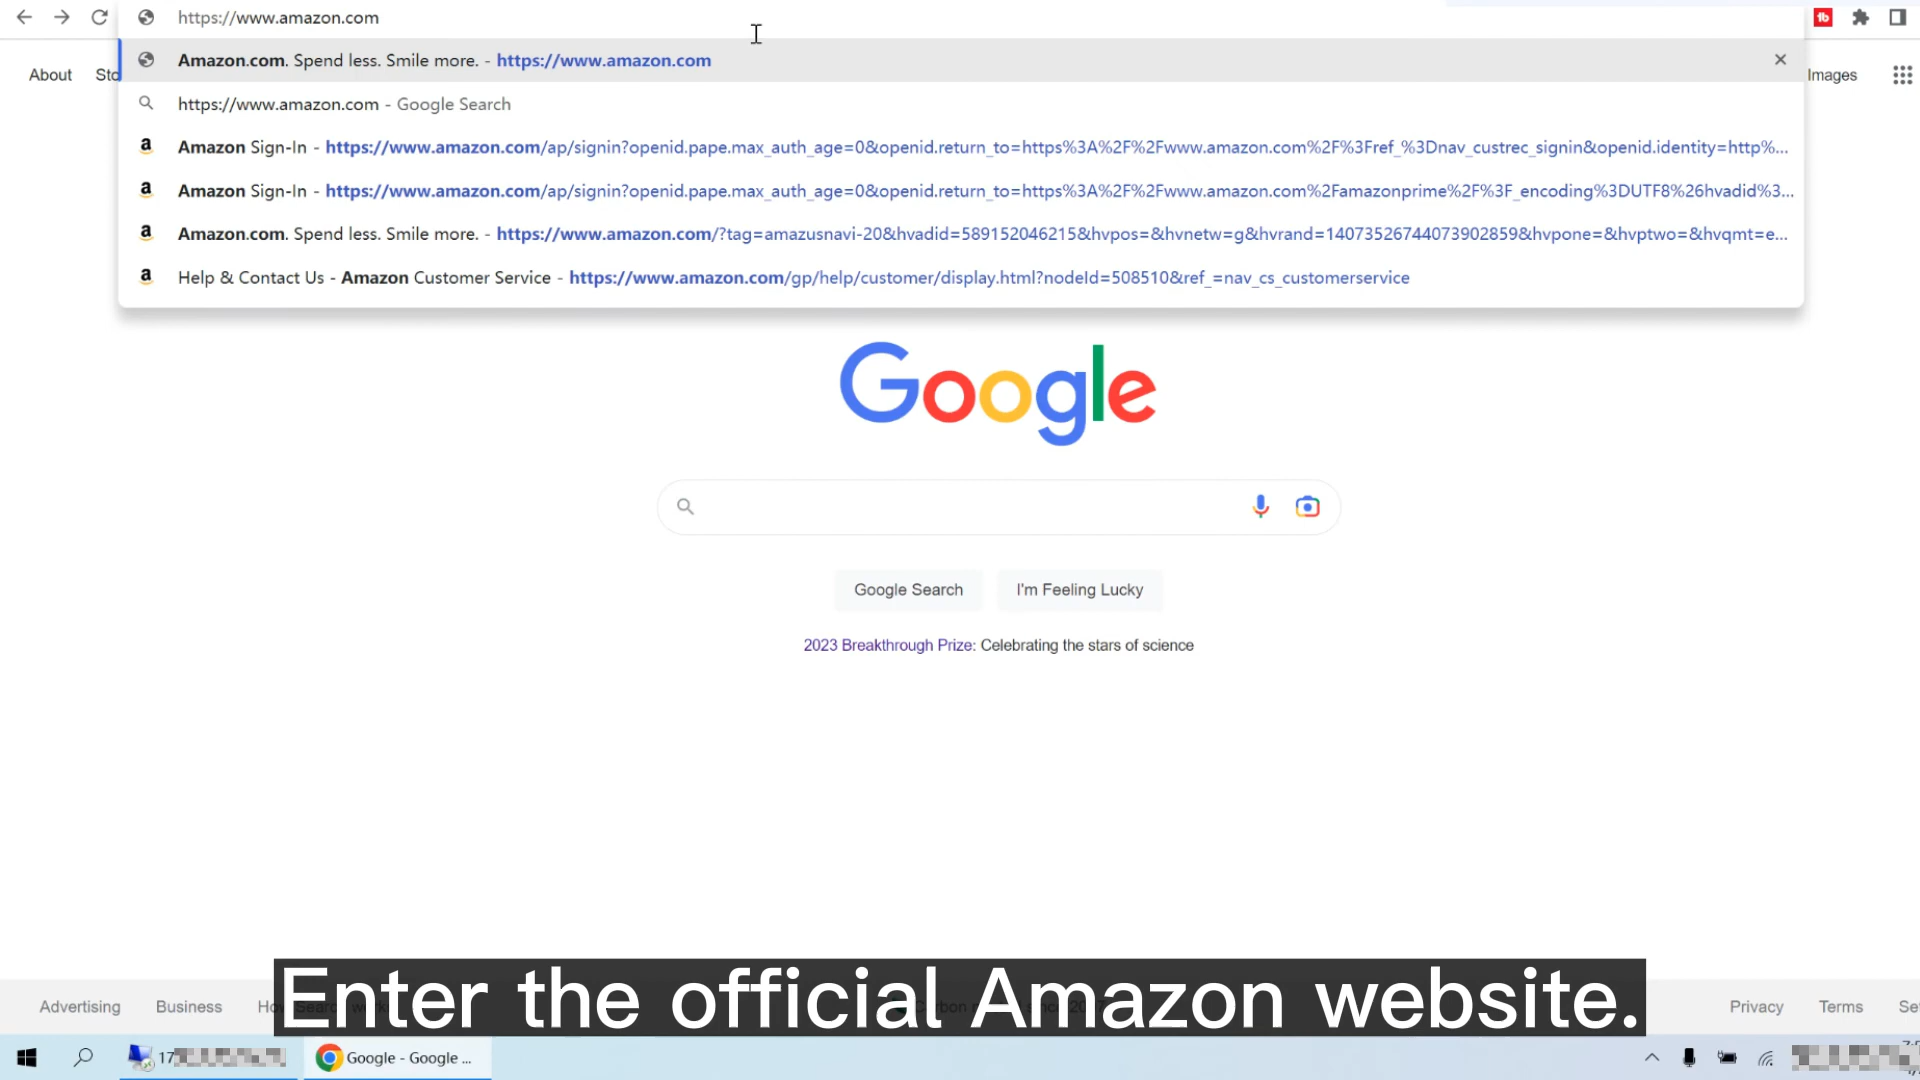 https://www.amazon.com
Amazon.com. Spend less. Smile more. - https://www.amazon.com
About
Images
https://www.amazon.com - Google Search
Amazon Sign-In - https://www.amazon.com/ap/signin?openid.pape.max_auth_age=0&openid.return_to=https%3A%2F%2Fwww.amazon.com%2F%3Fref_%3Dnav_custrec_signin&openid.identity=http%...
Amazon Sign-In - https://www.amazon.com/ap/signin?openid.pape.max_auth_age=0&openid.return_to=https%3A%2F%2Fwww.amazon.com%2Famazonprime%2F%3F_encoding%3DUTF8%26hvadid%3...
Amazon.com. Spend less. Smile more. - https://www.amazon.com/?tag=amazusnavi-20&hvadid=589152046215&hvpos=&hvnetw=g&hvrand=14073526744073902859&hvpone=&hvptwo=&hvqmt=e...
Help & Contact Us - Amazon Customer Service - https://www.amazon.com/gp/help/customer/display.html?nodeId=508510&ref_=nav_cs_customerservice
Google
Google Search
I'm Feeling Lucky
2023 Breakthrough Prize: Celebrating the stars of science
Enter the official Amazon website.
Advertising Business
Privacy Terms
17
Google - Google ...